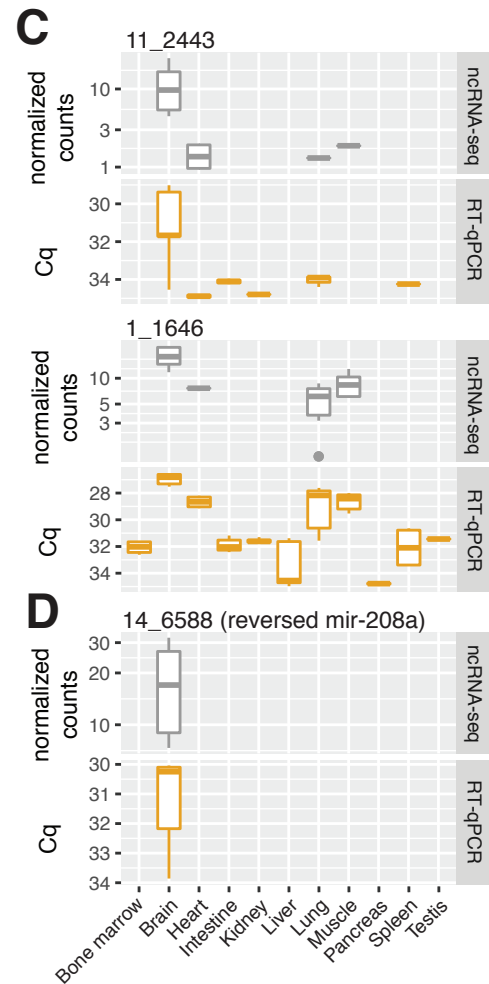 C
11_2443
normalized
counts
10
3
1
ncRNA-seq
Cq
30
32
34
RT-qPCR
1_1646
normalized
counts
10
5
3
ncRNA-seq
Cq
28
30
32
34
RT-qPCR
D
14_6588 (reversed mir-208a)
normalized
counts
30
20
10
ncRNA-seq
Cq
30
31
32
33
34
RT-qPCR
Bone marrow
Brain
Heart
Intestine
Kidney
Liver
Lung
Muscle
Pancreas
Spleen
Testis